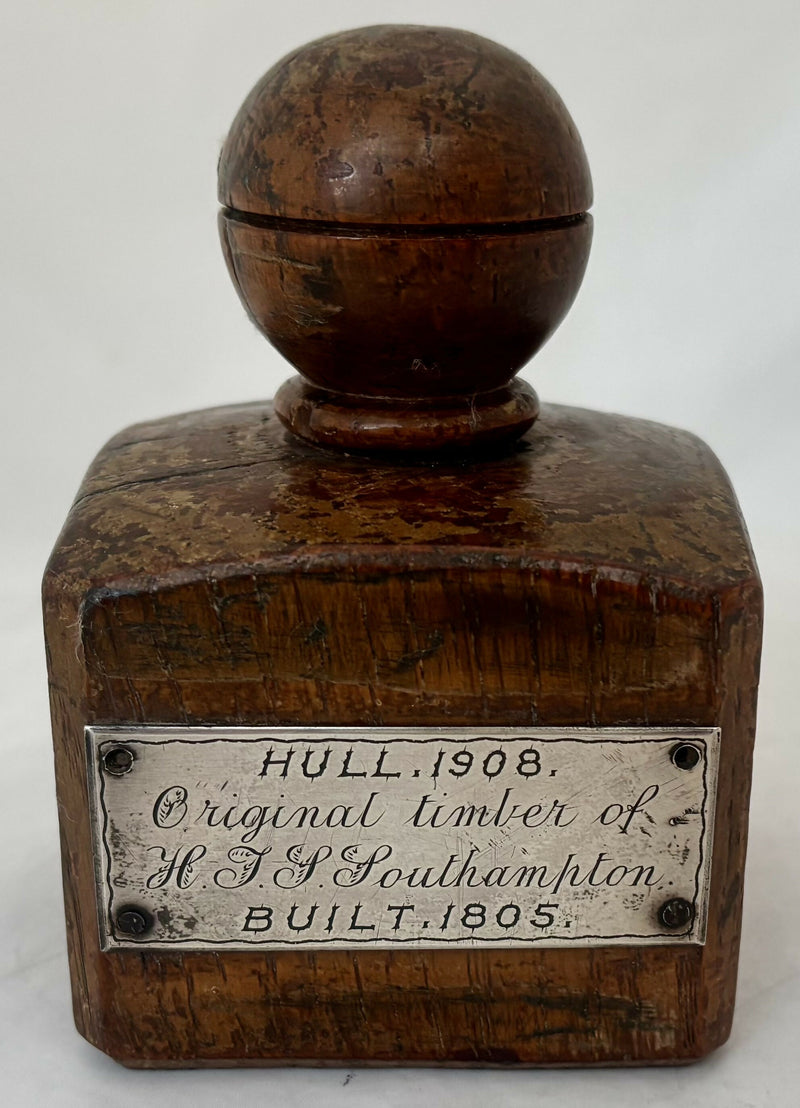 HULL.1908.
Original timber of
H.T.S. Southampton.
BUILT.1805.